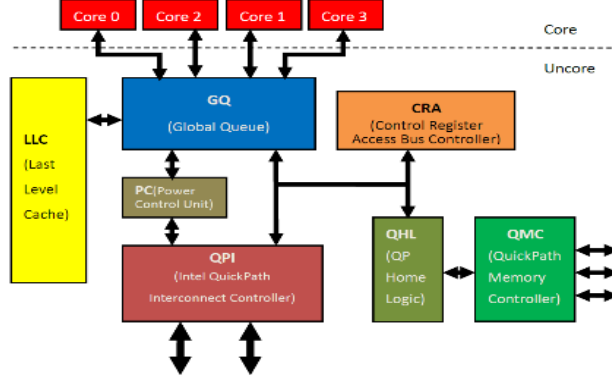 Core 0
Core 2
Core 1
Core 3
Core
Uncore
GQ
(Global Queue)
CRA
(Control Register
Access Bus Controller)
LLC
(Last
Level
Cache)
PC(Power
Control Unit)
QPI
(Intel QuickPath
Interconnect Controller)
QHL
(QP
Home
Logic)
QMC
(QuickPath
Memory
Controller)